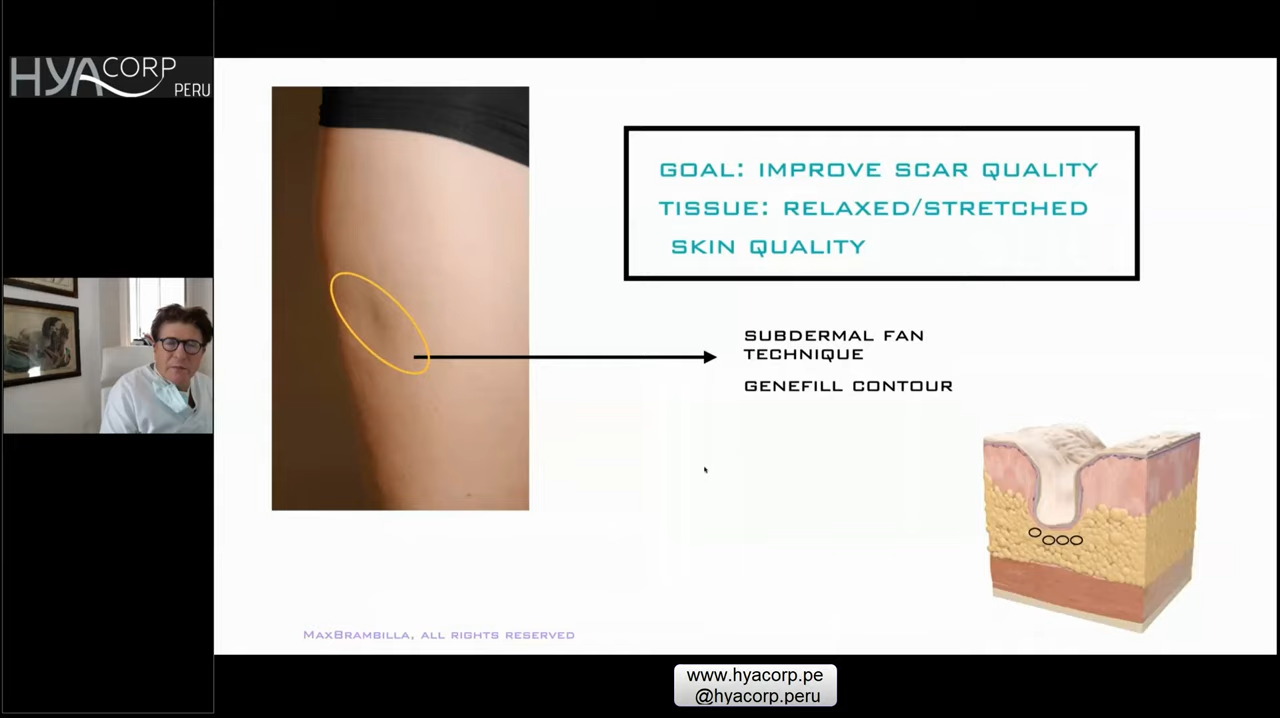 HYACORP
PERU
GOAL: IMPROVE SCAR QUALITY
TISSUE: RELAXED/STRETCHED
SKIN QUALITY
SUBDERMAL FAN
TECHNIQUE
GENEFILL CONTOUR
MAXBRAMBILLA, ALL RIGHTS RESERVED
www.hyacorp.pe
@hyacorp.peru